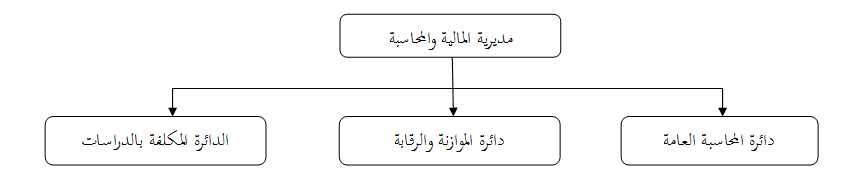 مديرية المالية والمحاسبة
دائرة المحاسبة العامة
دائرة الموازنة والرقابة
الدائرة المكلفة بالدراسات